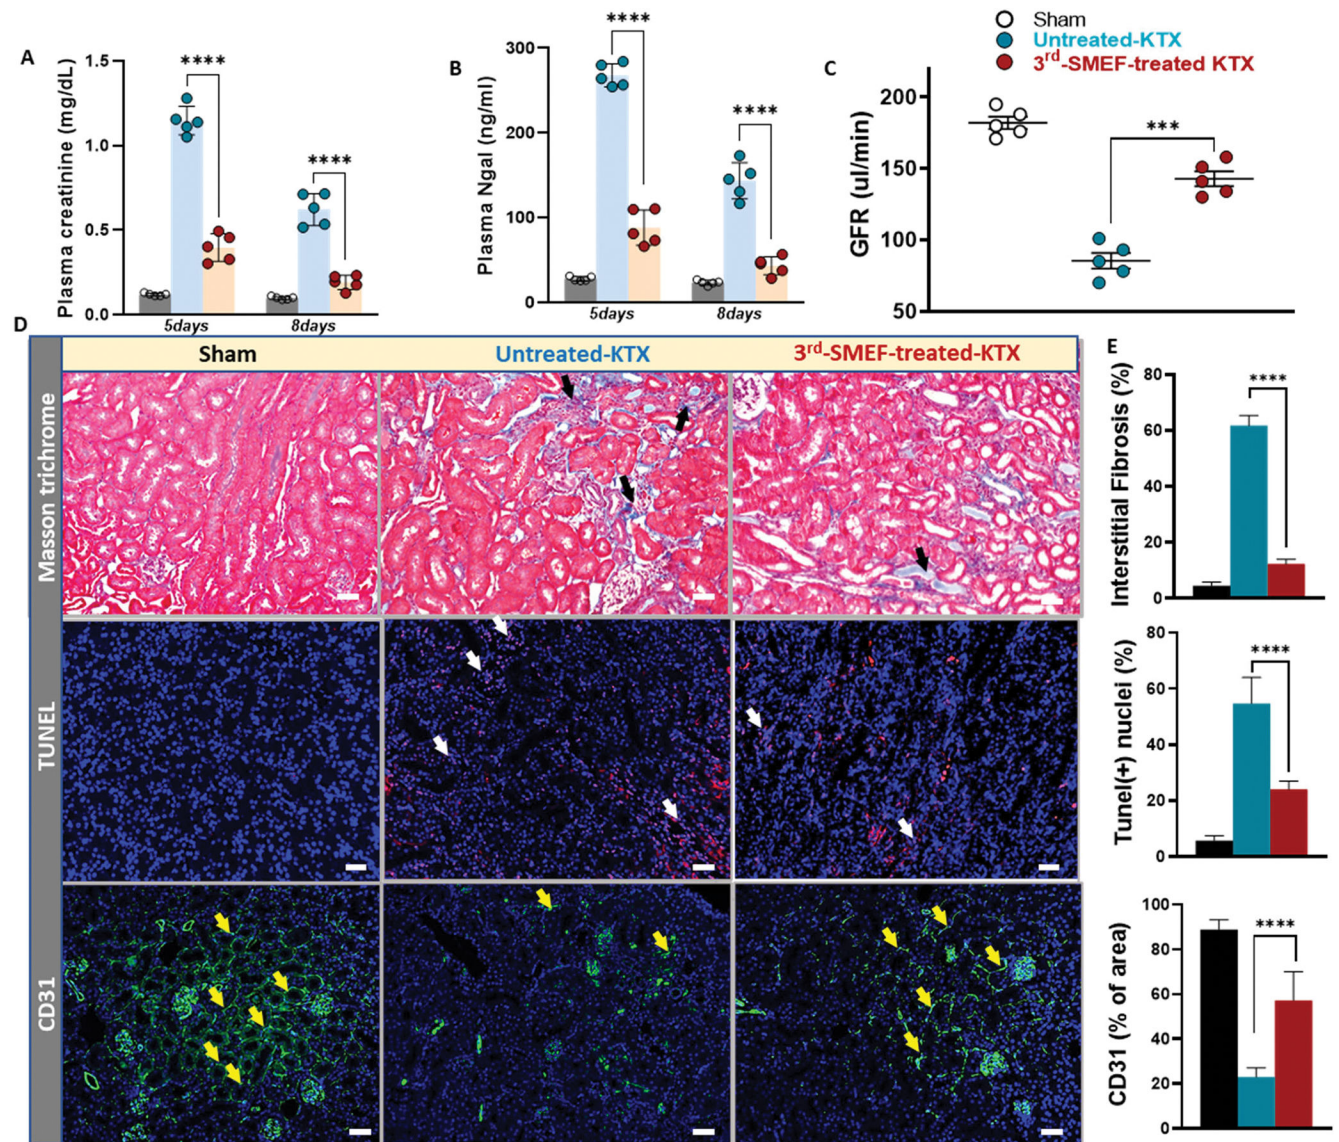 A
Plasma creatinine (mg/dL)
1.5
1.0
0.5
0.0
****
****
5days
8days
B
Plasma Ngal (ng/ml)
300
200
100
0
****
****
5days
8days
C
Sham
Untreated-KTX
3rd-SMEF-treated KTX
GFR (ul/min)
200
150
100
50
***
D
Sham
Untreated-KTX
3rd-SMEF-treated-KTX
Masson trichrome
TUNEL
CD31
E
Interstitial Fibrosis (%)
80
60
40
20
0
****
Tunel(+) nuclei (%)
80
60
40
20
0
****
CD31 (% of area)
100
80
60
40
20
0
****